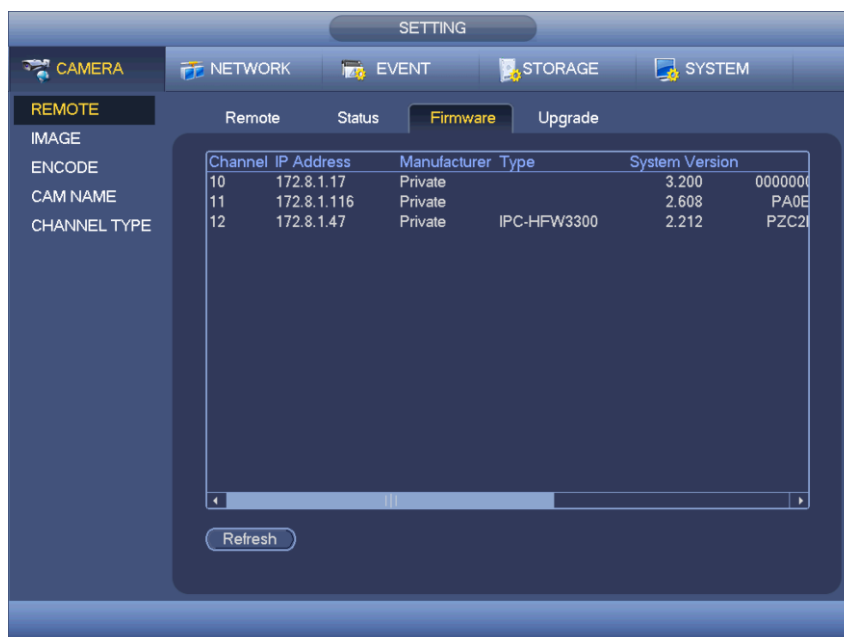 SETTING
CAMERA NETWORK EVENT STORAGE SYSTEM
REMOTE
IMAGE
ENCODE
CAM NAME
CHANNEL TYPE
Remote Status Firmware Upgrade
Channel IP Address Manufacturer Type System Version
10 172.8.1.17 Private 3.200
11 172.8.1.116 Private 2.608 PA0E
12 172.8.1.47 Private IPC-HFW3300 2.212
Refresh